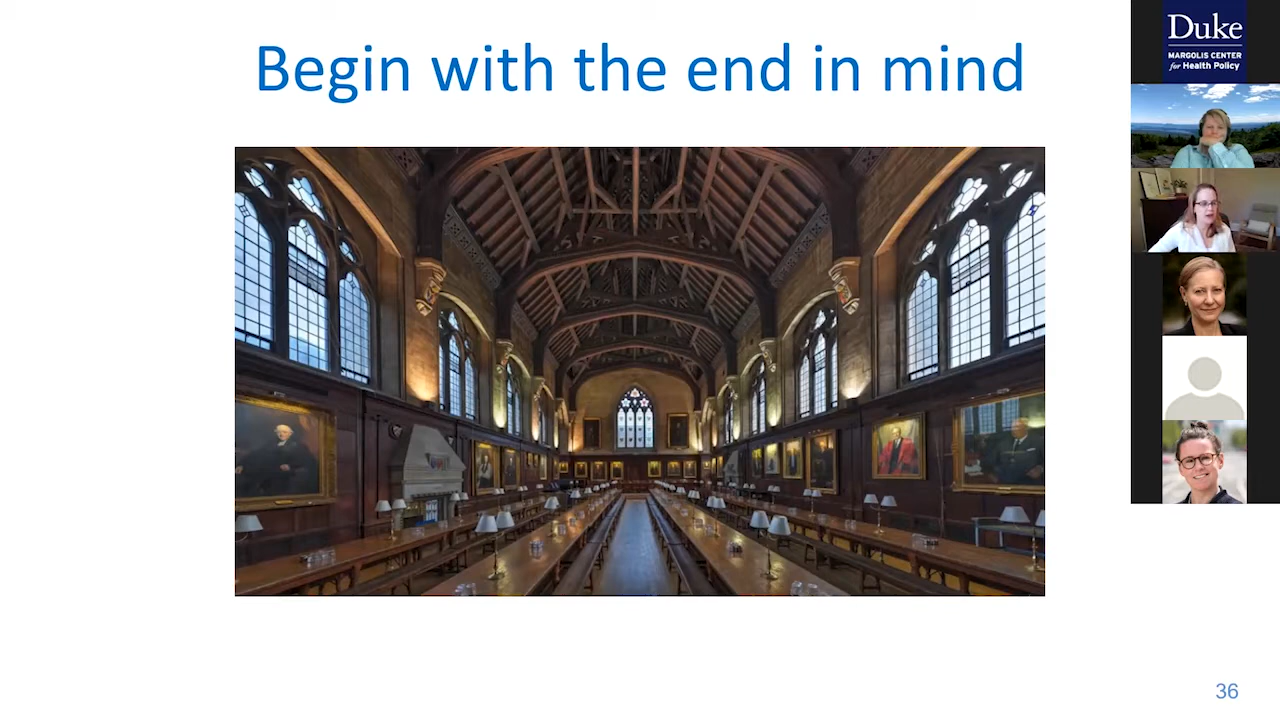 Begin with the end in mind
Duke
MARGOLIS CENTER
for Health Policy
36